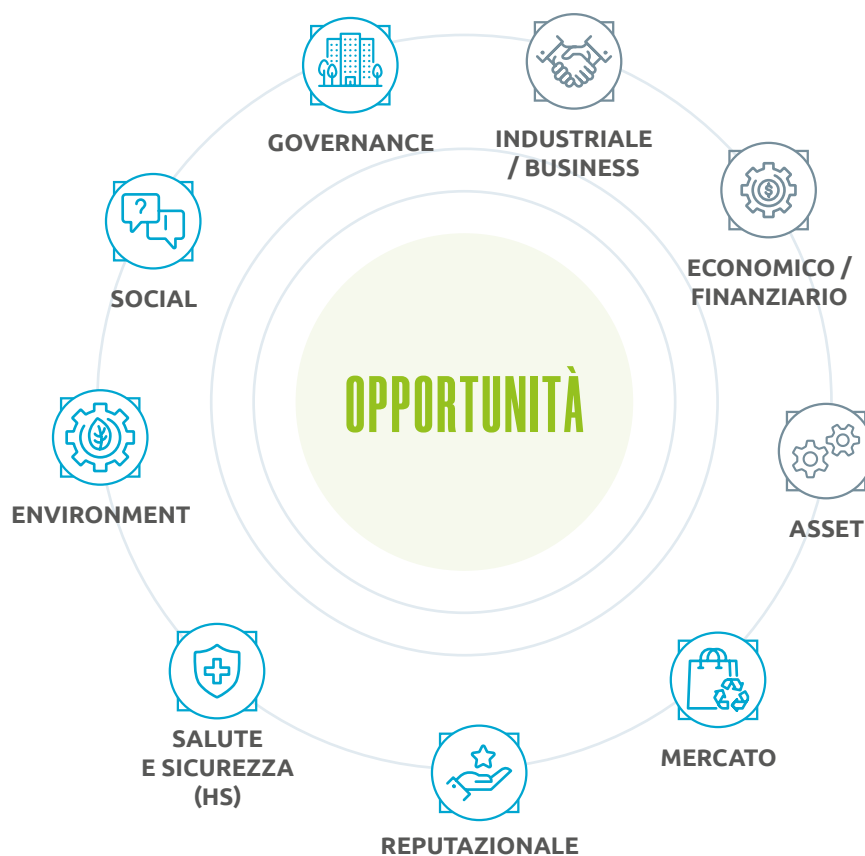 GOVERNANCE
INDUSTRIALE
/ BUSINESS
SOCIAL
?
!
$
ECONOMICO /
FINANZIARIO
OPPORTUNITÀ
ENVIRONMENT
ASSET
SALUTE
E SICUREZZA
(HS)
MERCATO
REPUTAZIONALE